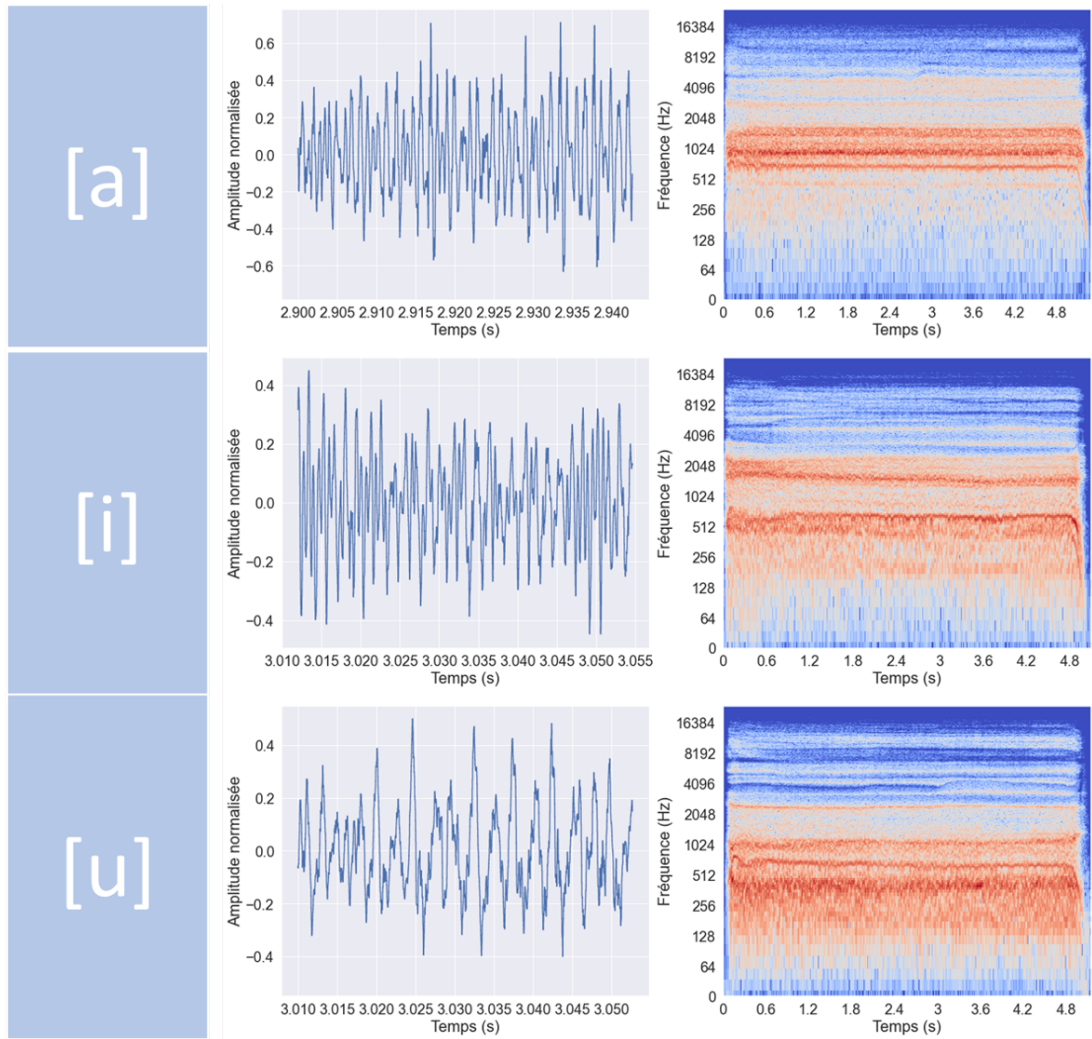 [a]
Amplitude normalisée
0.6
0.4
0.2
0.0
−0.2
−0.4
−0.6
2.900 2.905 2.910 2.915 2.920 2.925 2.930 2.935 2.940
Temps (s)
Fréquence (Hz)
16384
8192
4096
2048
1024
512
256
128
64
0
0 0.6 1.2 1.8 2.4 3 3.6 4.2 4.8
Temps (s)
[i]
Amplitude normalisée
0.4
0.2
0.0
−0.2
−0.4
3.010 3.015 3.020 3.025 3.030 3.035 3.040 3.045 3.050 3.055
Temps (s)
Fréquence (Hz)
16384
8192
4096
2048
1024
512
256
128
64
0
0 0.6 1.2 1.8 2.4 3 3.6 4.2 4.8
Temps (s)
[u]
Amplitude normalisée
0.4
0.2
0.0
−0.2
−0.4
3.010 3.015 3.020 3.025 3.030 3.035 3.040 3.045 3.050
Temps (s)
Fréquence (Hz)
16384
8192
4096
2048
1024
512
256
128
64
0
0 0.6 1.2 1.8 2.4 3 3.6 4.2 4.8
Temps (s)